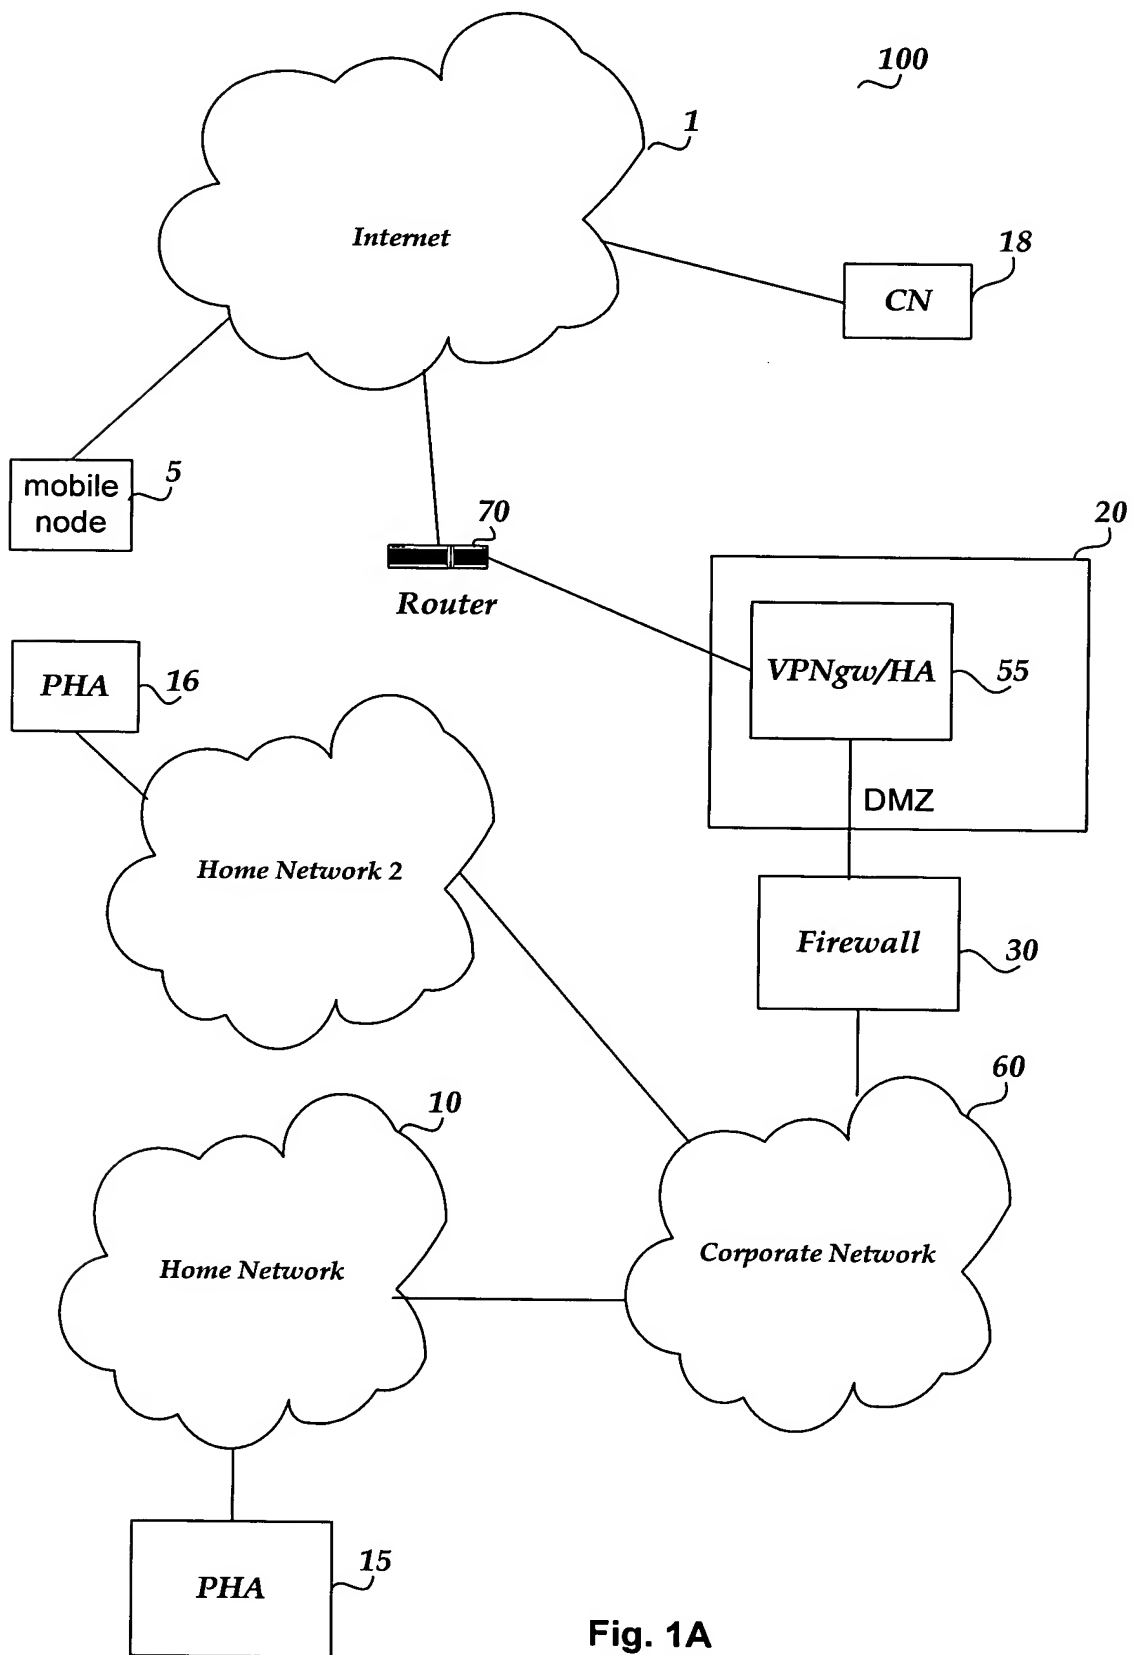 100
1
Internet
18
CN
mobile
node
5
70
Router
20
VPNgw/HA
55
DMZ
PHA
16
Home Network 2
Firewall
30
60
10
Corporate Network
Home Network
PHA
15
Fig. 1A